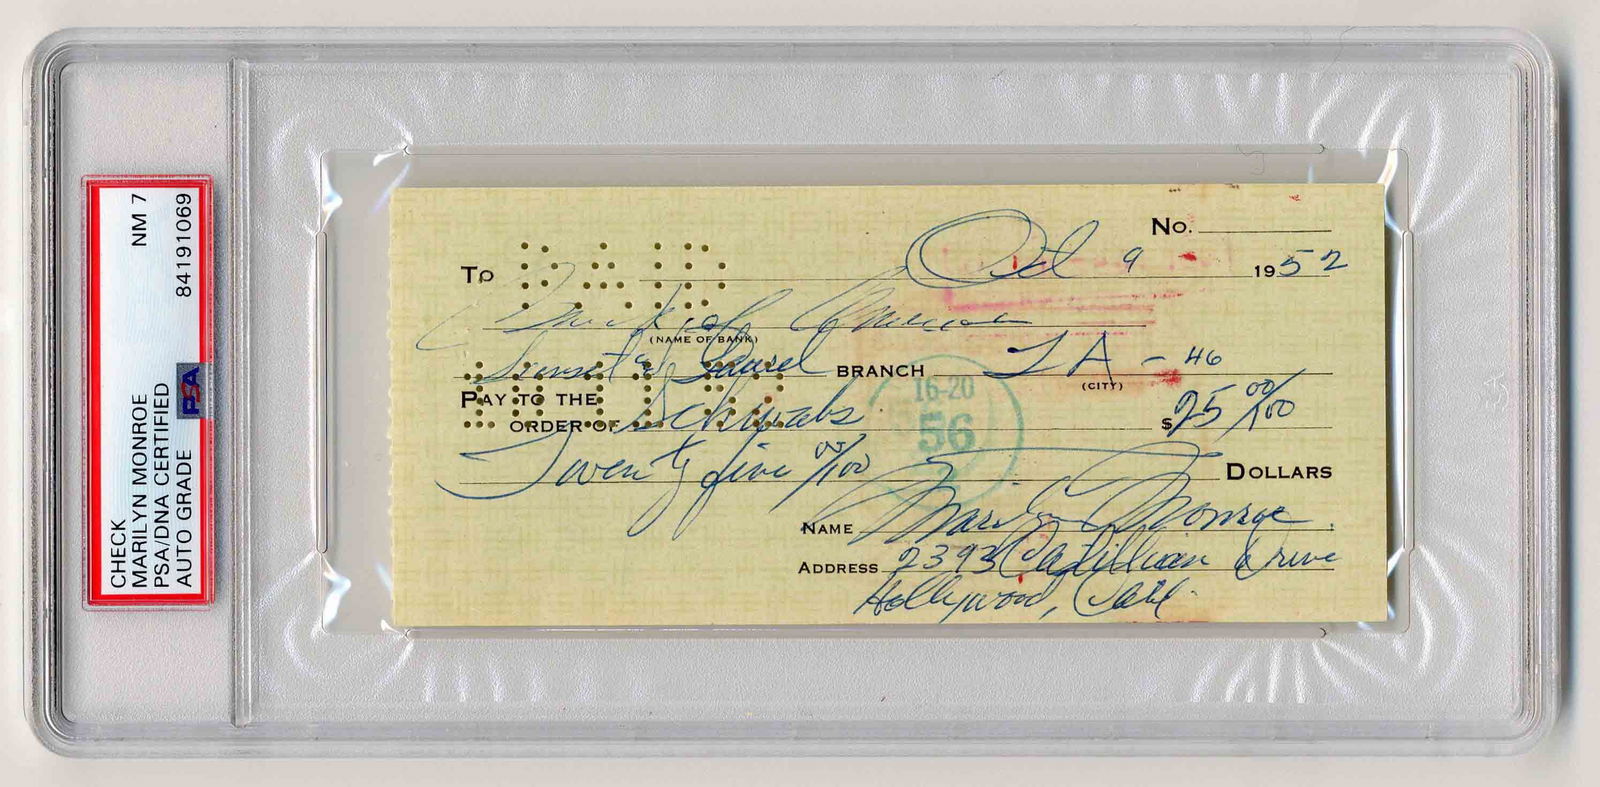 CHECK NM 7
MARILYN MONROE
PSA/DNA CERTIFIED
AUTO GRADE 84191069
PSA
No.
To PAID Oct 9 1952
Bank of America
(NAME OF BANK)
Sunset & Laurel BRANCH LA - 46
(CITY)
PAY TO THE
ORDER OF Schwabs $25 00/100
Twenty five 00/100 DOLLARS
16-20
56
NAME Marilyn Monroe
ADDRESS 2393 Castilian Drive
Hollywood, Calif.